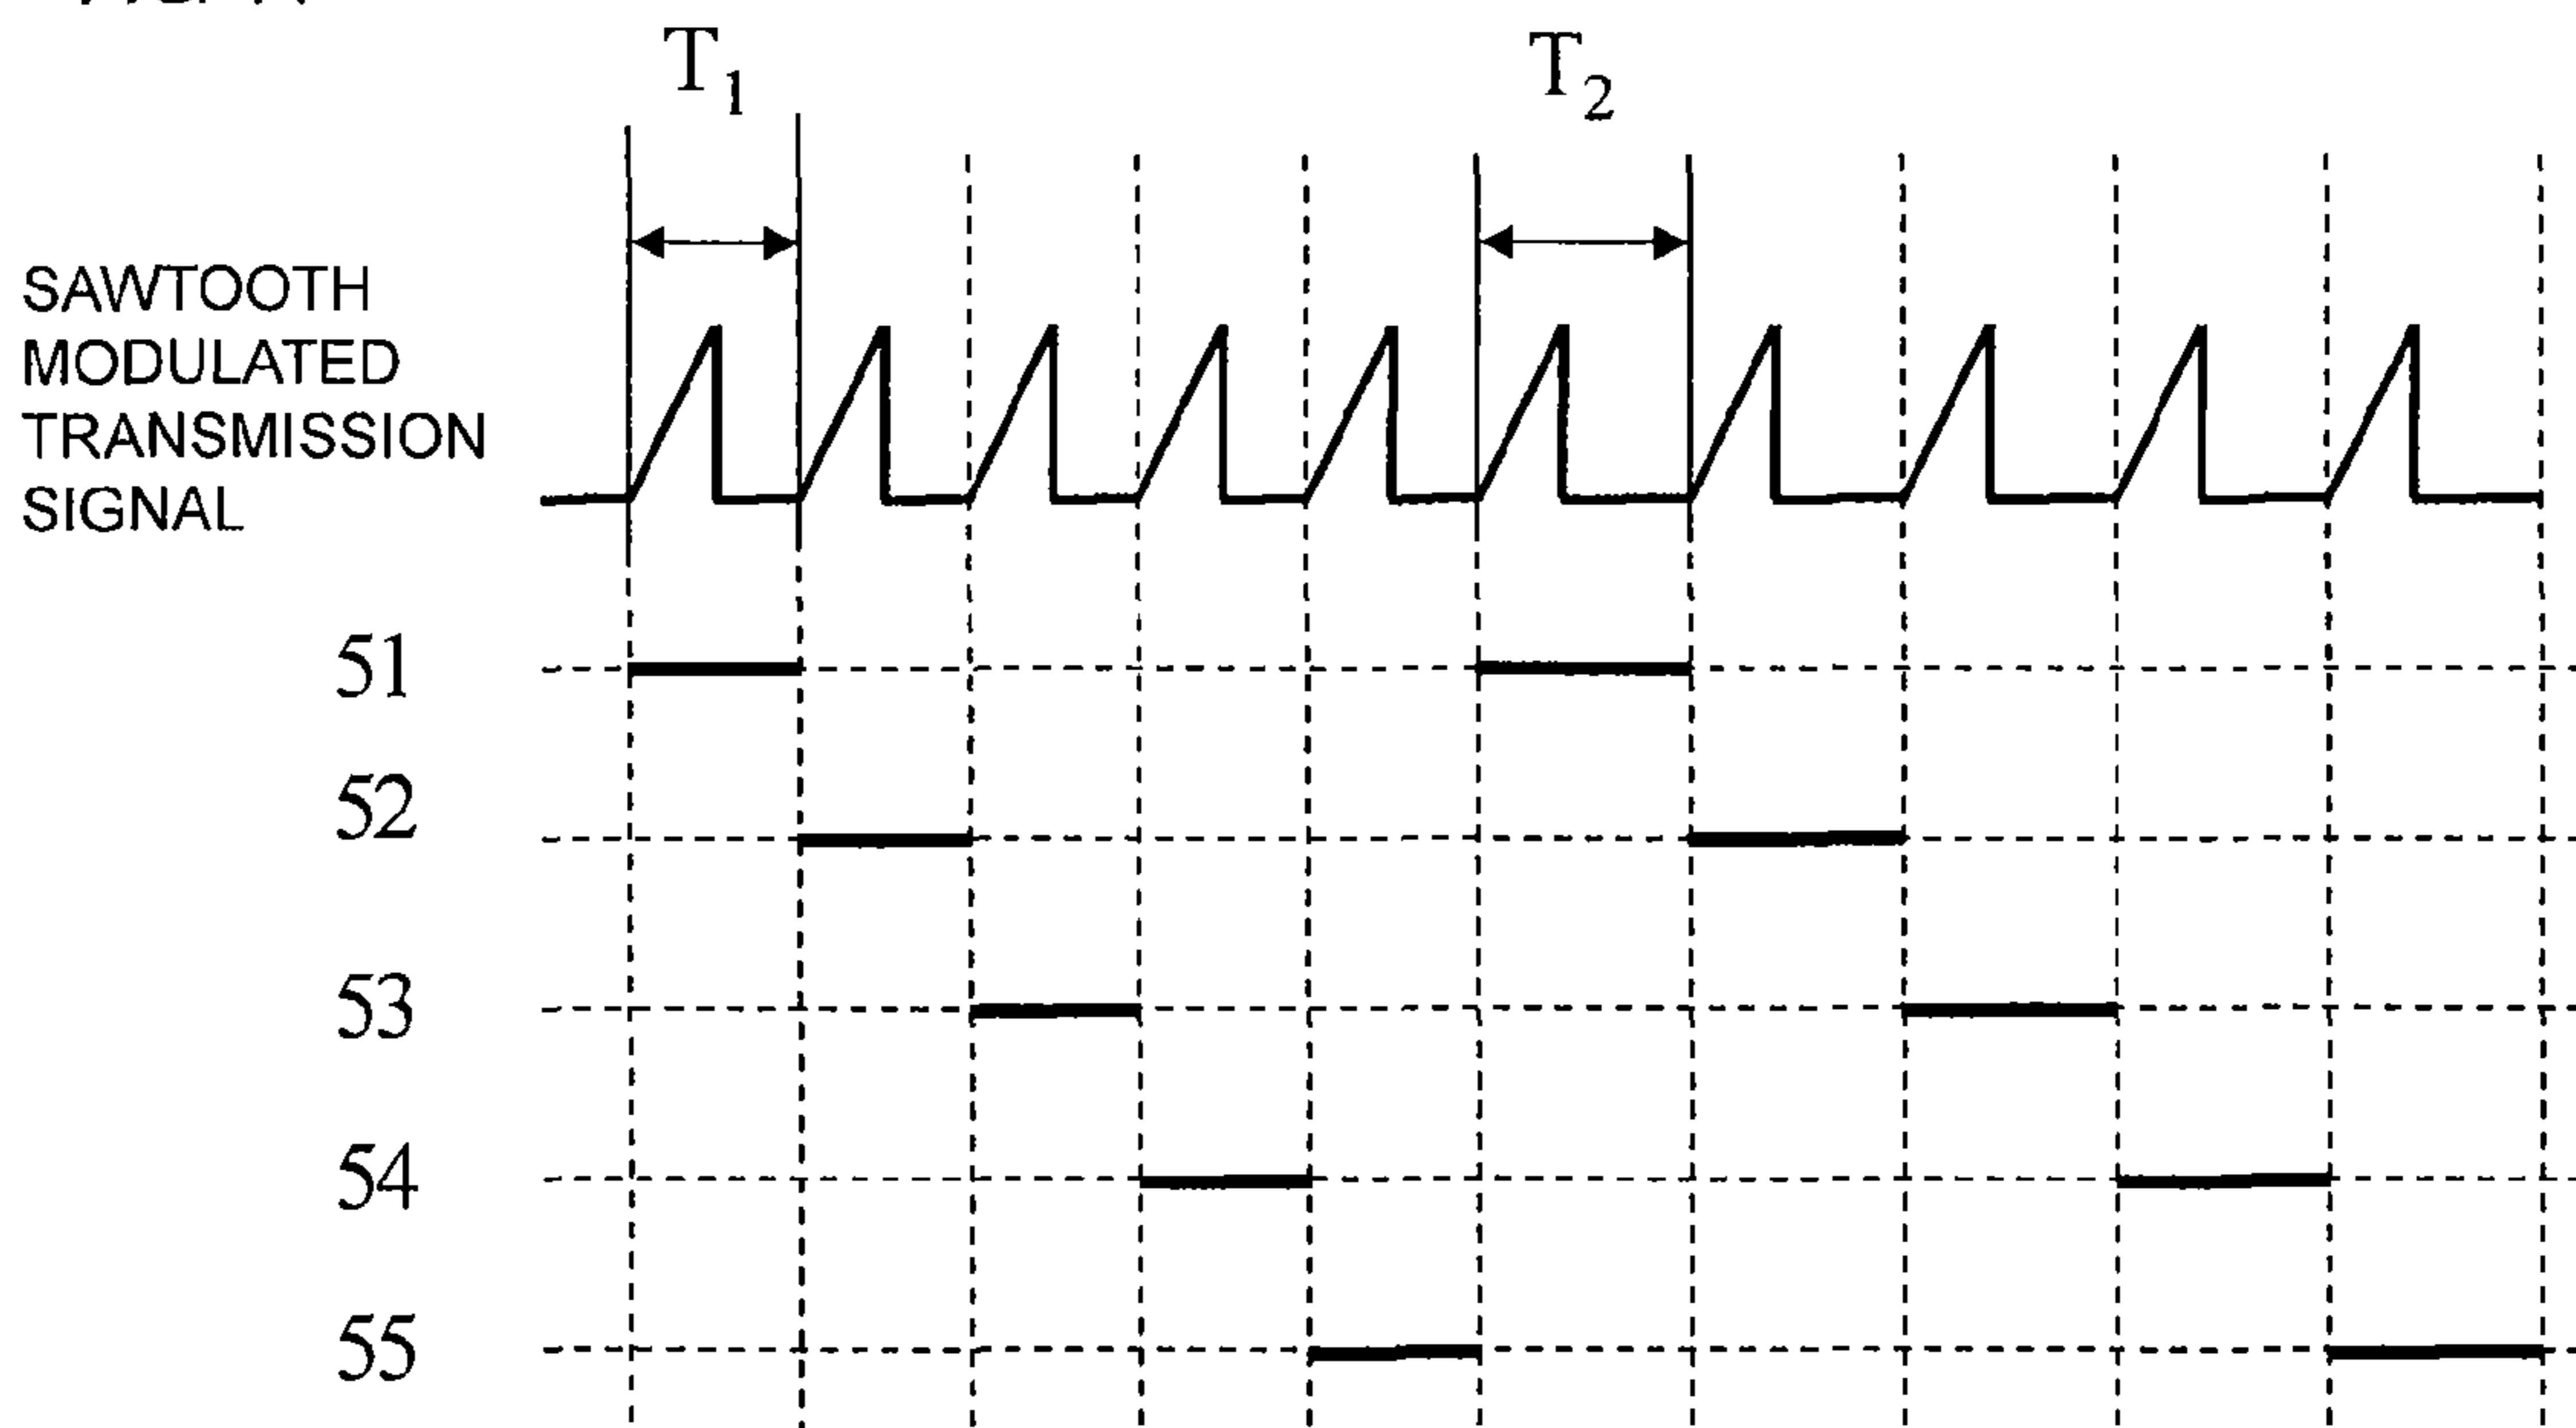 T1
T2
SAWTOOTH
MODULATED
TRANSMISSION
SIGNAL
51
52
53
54
55